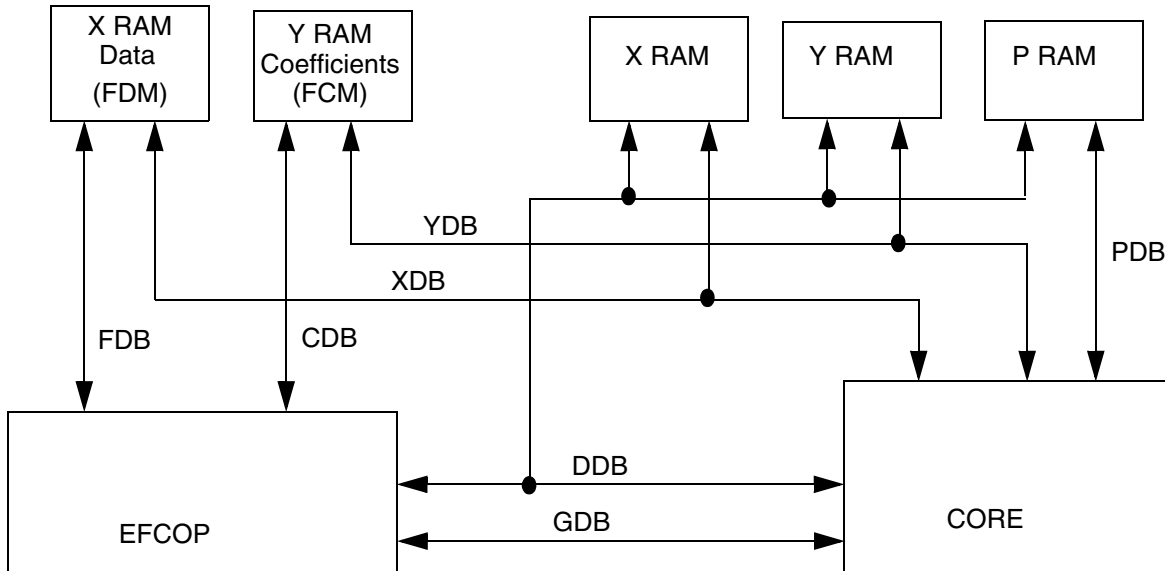 X RAM
Data
(FDM)
Y RAM
Coefficients
(FCM)
X RAM
Y RAM
P RAM
YDB
PDB
XDB
FDB
CDB
DDB
GDB
EFCOP
CORE